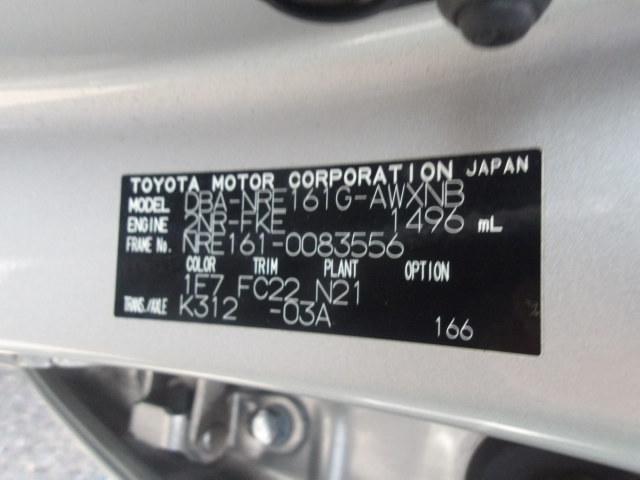 TOYOTA MOTOR CORPORATION JAPAN
MODEL DBA-NRE161G-AWXNB
ENGINE 2NR-FKE 1496 mL
FRAME No. NRE161-0083556
COLOR TRIM PLANT OPTION
1F7 FC22 N21
TRANS./AXLE K312 -03A
166